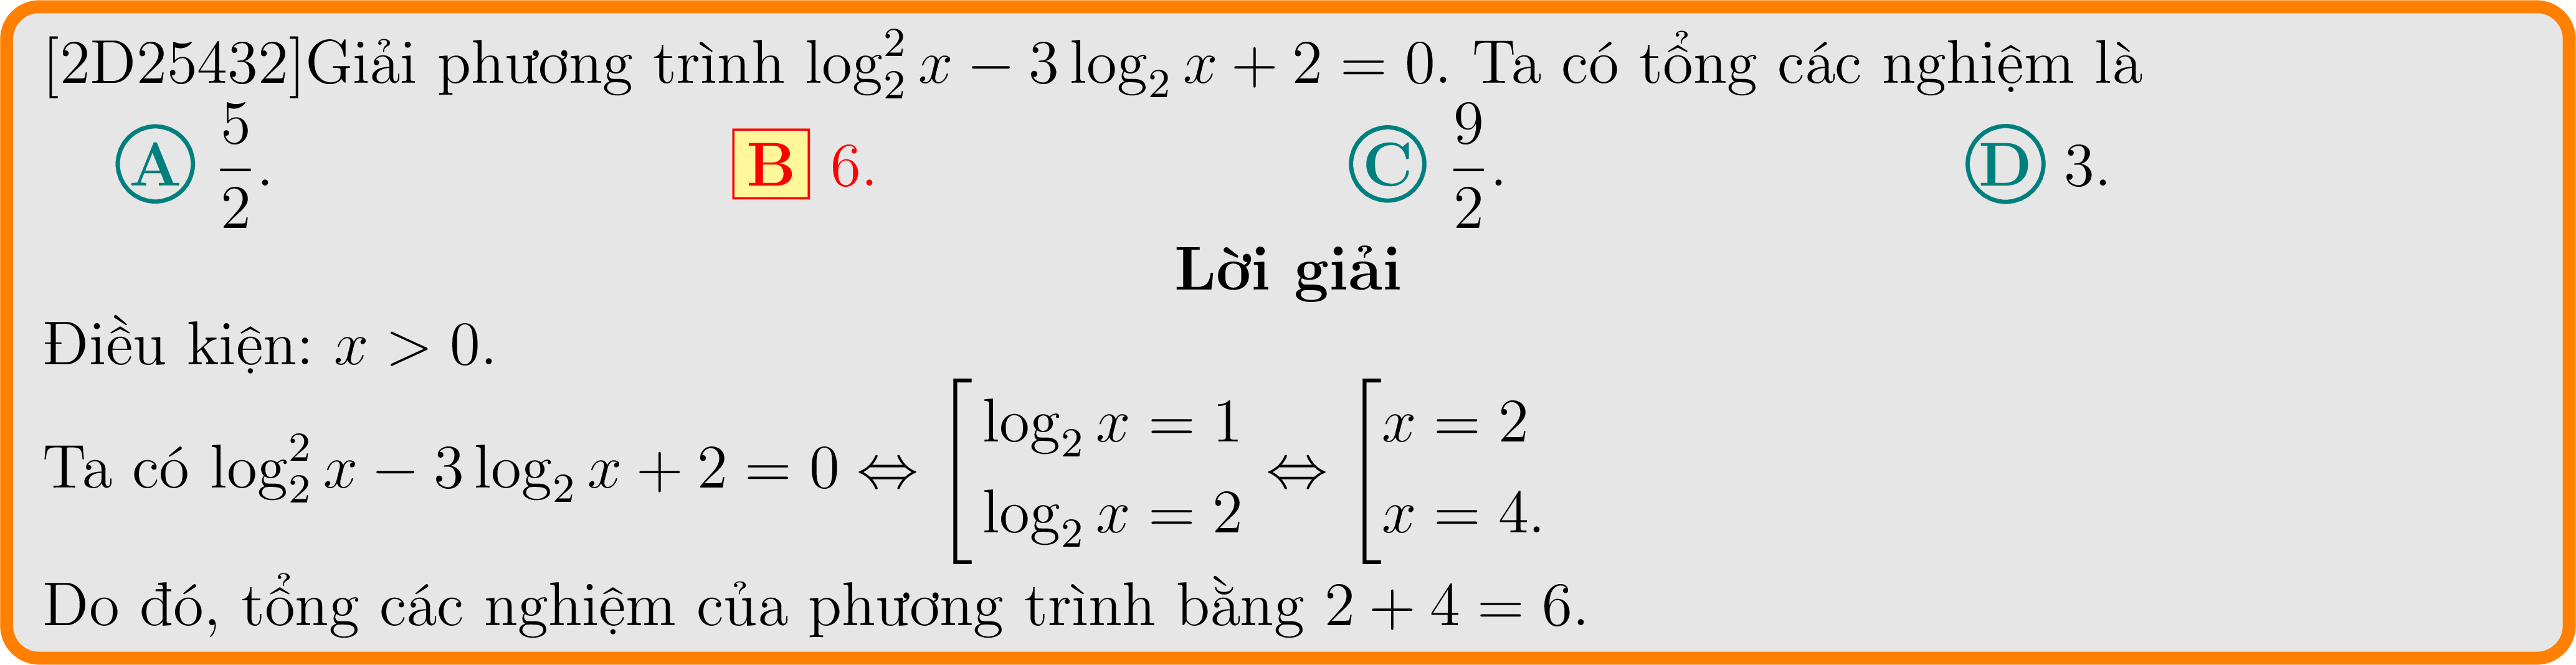 [2D25432]Giải phương trình $\log_2^2 x - 3\log_2 x + 2 = 0$. Ta có tổng các nghiệm là
Ⓐ $\dfrac{5}{2}$. B 6. Ⓒ $\dfrac{9}{2}$. Ⓓ 3.
Lời giải
Điều kiện: $x > 0$.
Ta có $\log_2^2 x - 3\log_2 x + 2 = 0 \Leftrightarrow \left[\begin{array}{l} \log_2 x = 1 \\ \log_2 x = 2 \end{array}\right. \Leftrightarrow \left[\begin{array}{l} x = 2 \\ x = 4. \end{array}\right.$
Do đó, tổng các nghiệm của phương trình bằng $2 + 4 = 6$.